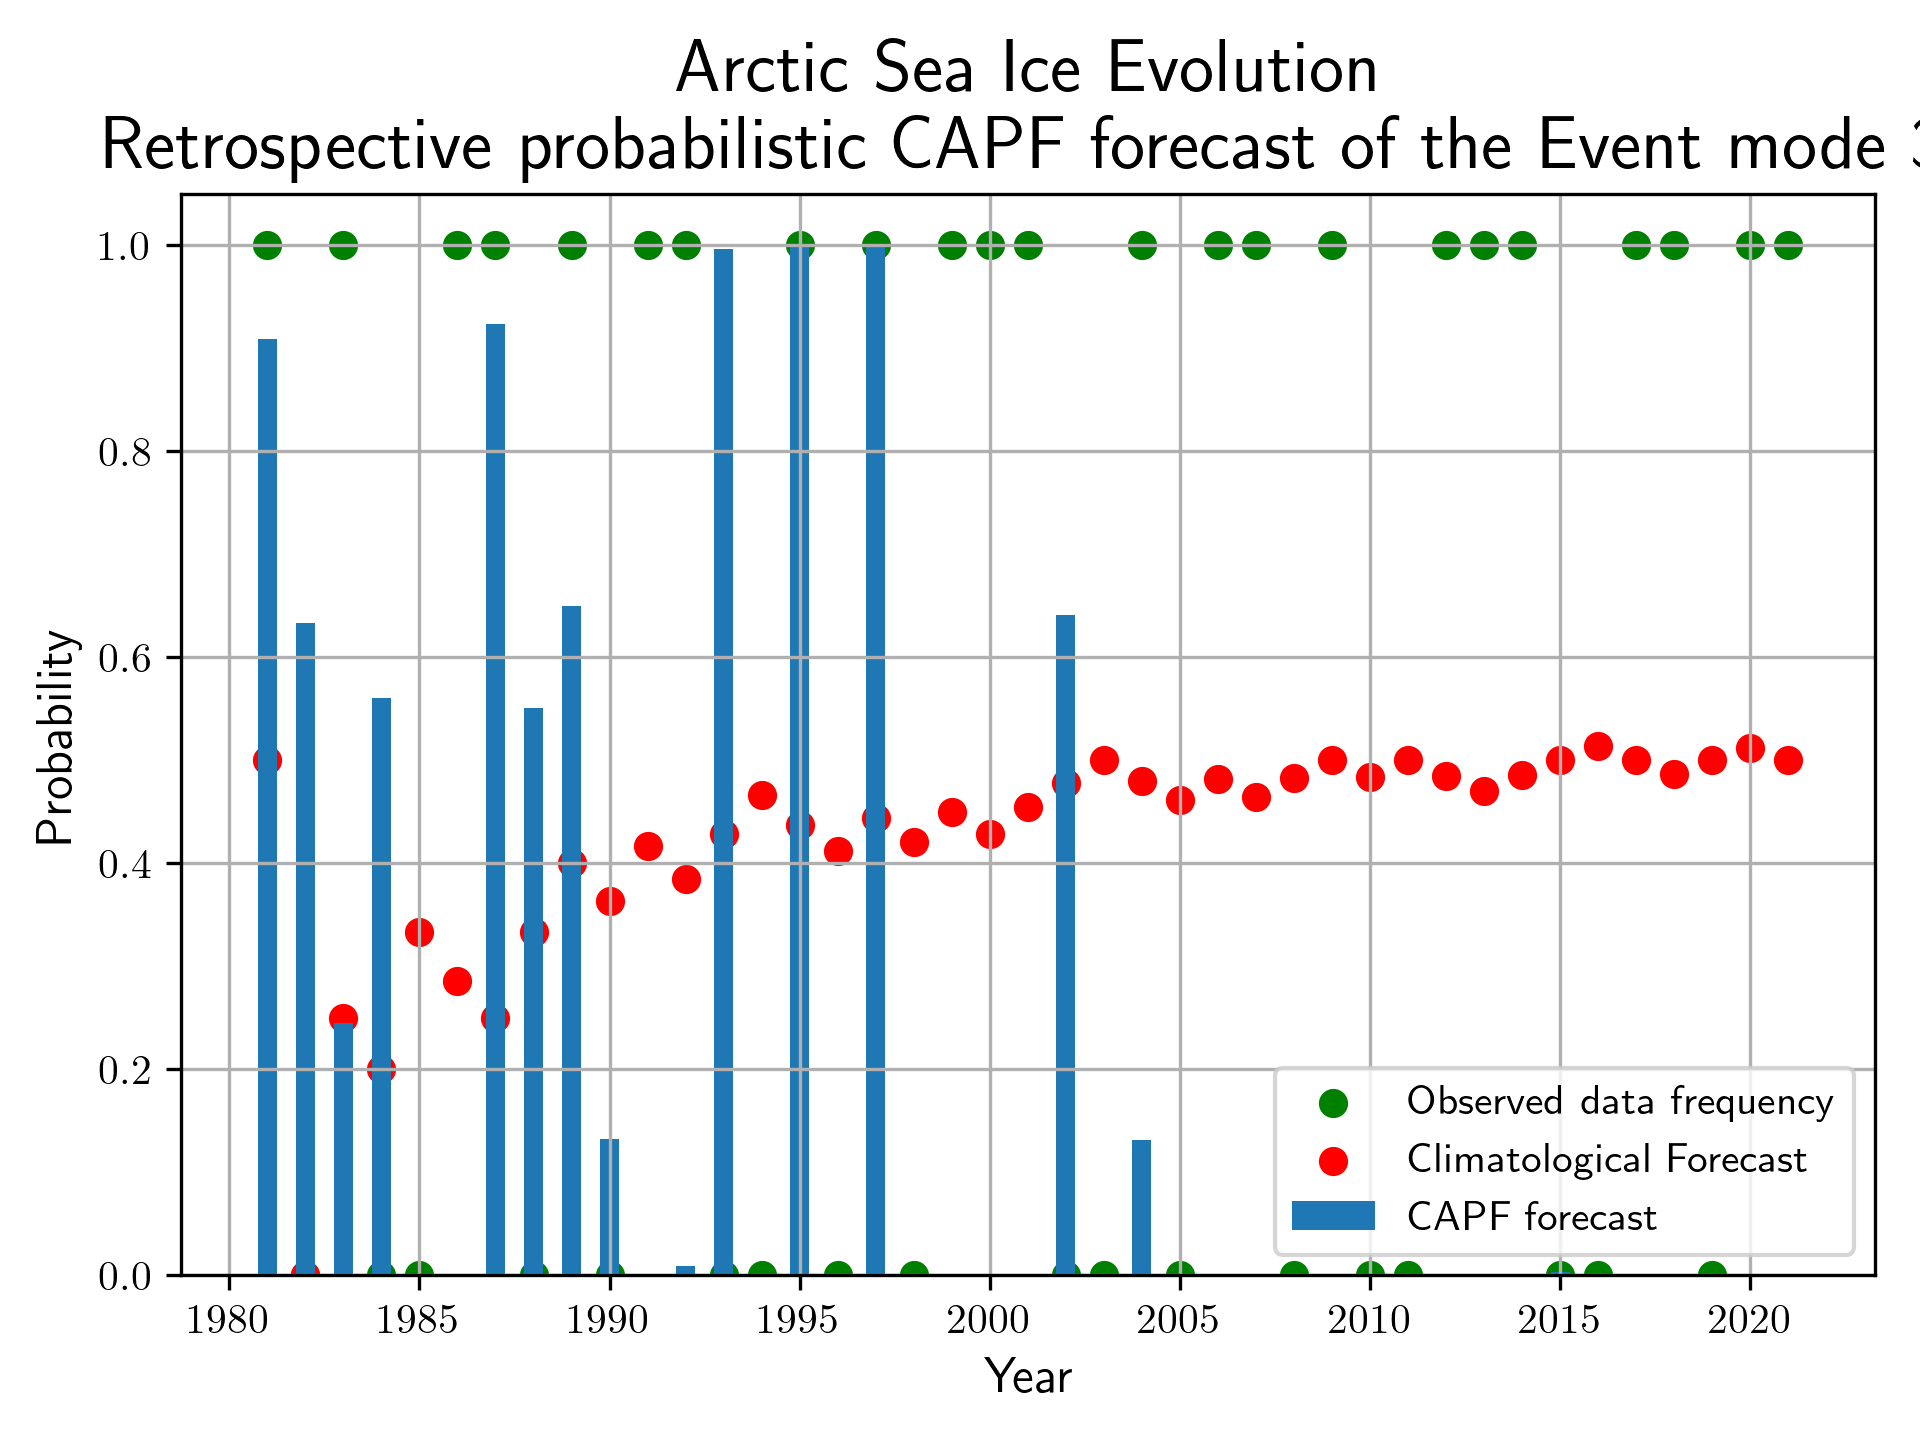 Arctic Sea Ice Evolution
Retrospective probabilistic CAPF forecast of the Event mode
1.0
0.8
0.6
0.4
0.2
0.0
Probability
Observed data frequency
Climatological Forecast
CAPF forecast
1980 1985 1990 1995 2000 2005 2010 2015 2020
Year